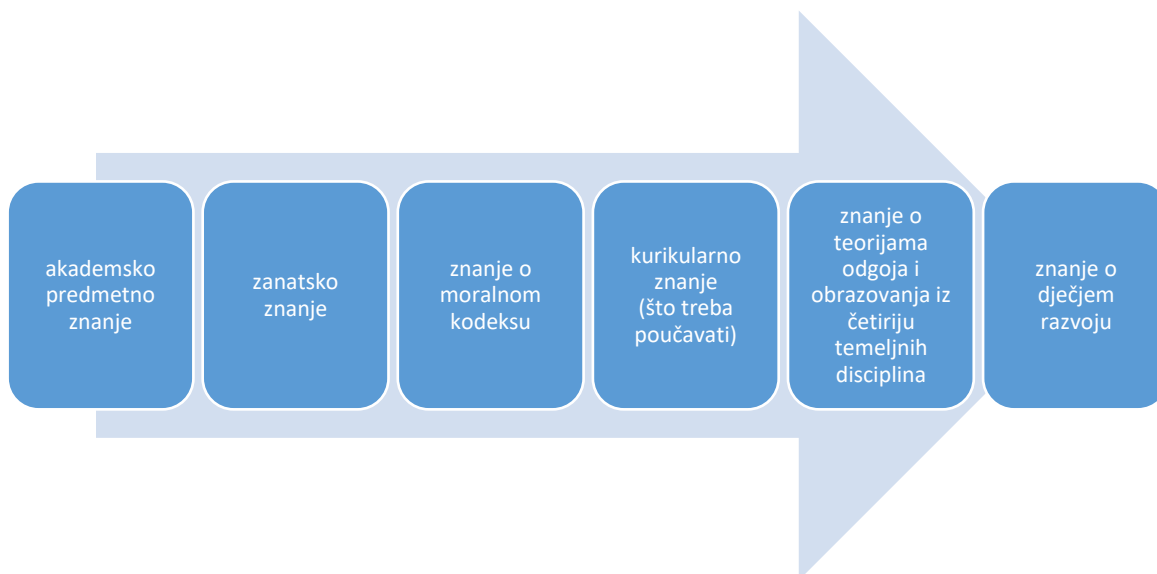 akademsko
predmetno
znanje
zanatsko
znanje
znanje o
moralnom
kodeksu
kurikularno
znanje
(što treba
poučavati)
znanje o
teorijama
odgoja i
obrazovanja iz
četiriju
temeljnih
disciplina
znanje o
dječjem
razvoju